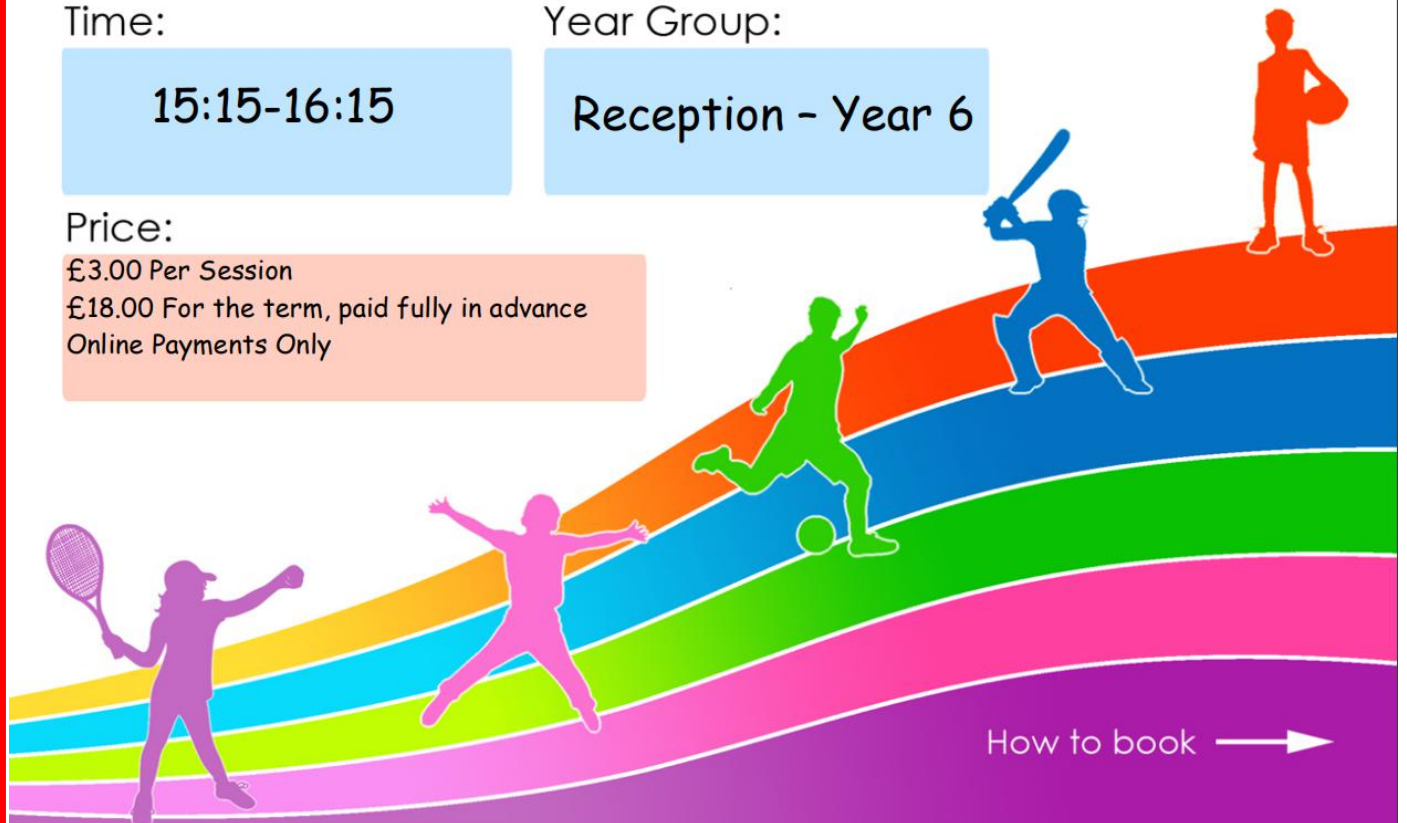 Time:
Year Group:
15:15-16:15
Reception – Year 6
Price:
£3.00 Per Session
£18.00 For the term, paid fully in advance
Online Payments Only
How to book